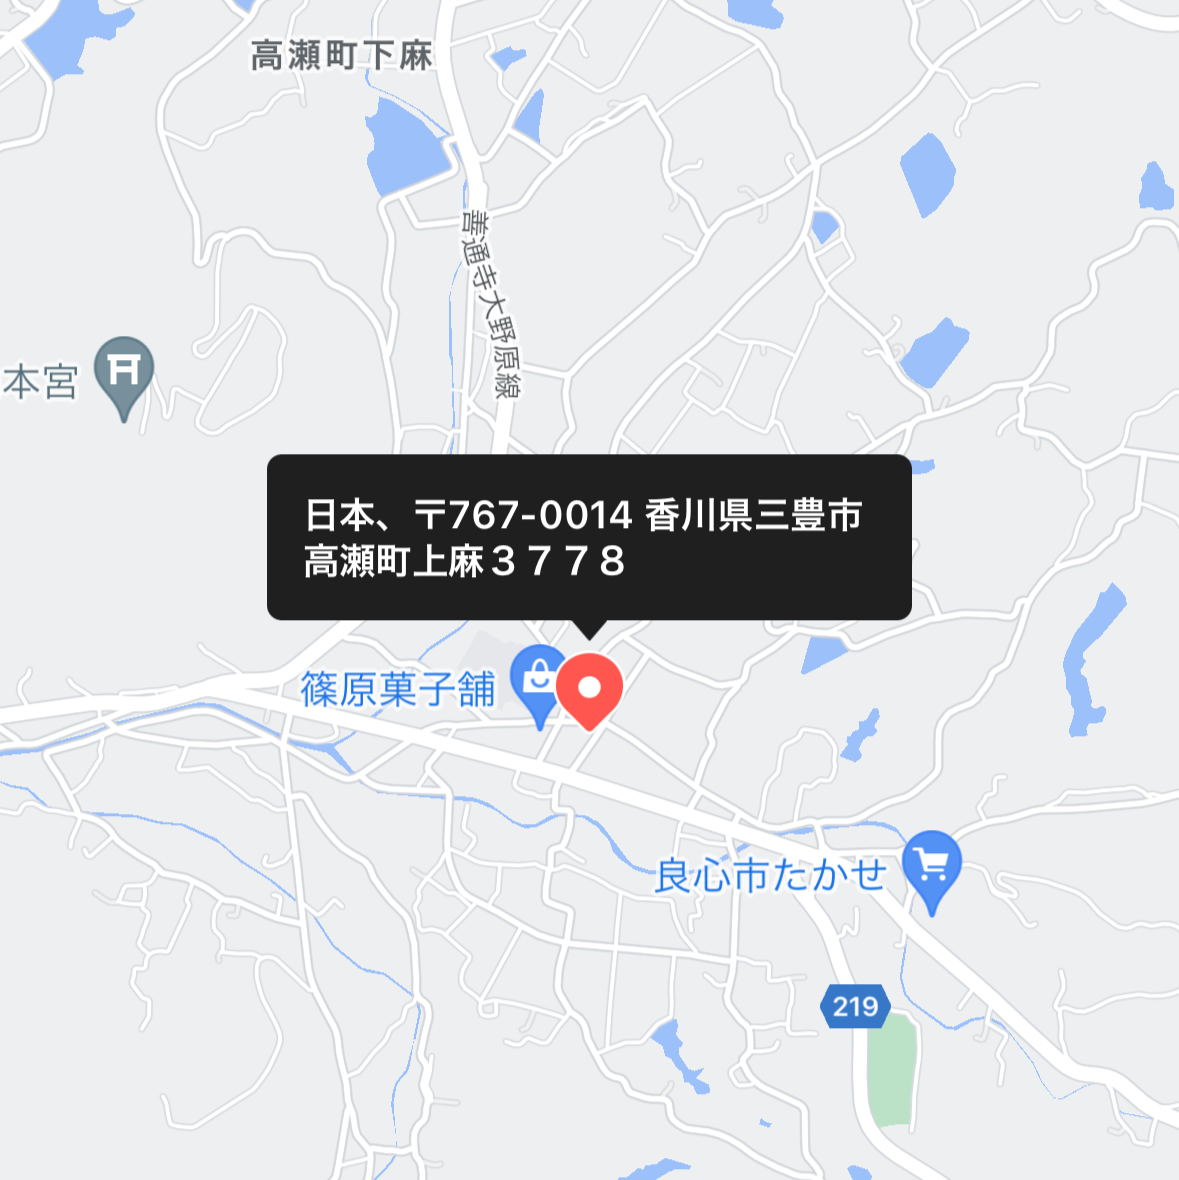 高瀬町下麻
善通寺大野原線
本宮
日本、〒767-0014 香川県三豊市
高瀬町上麻３７７８
篠原菓子舗
良心市たかせ
219